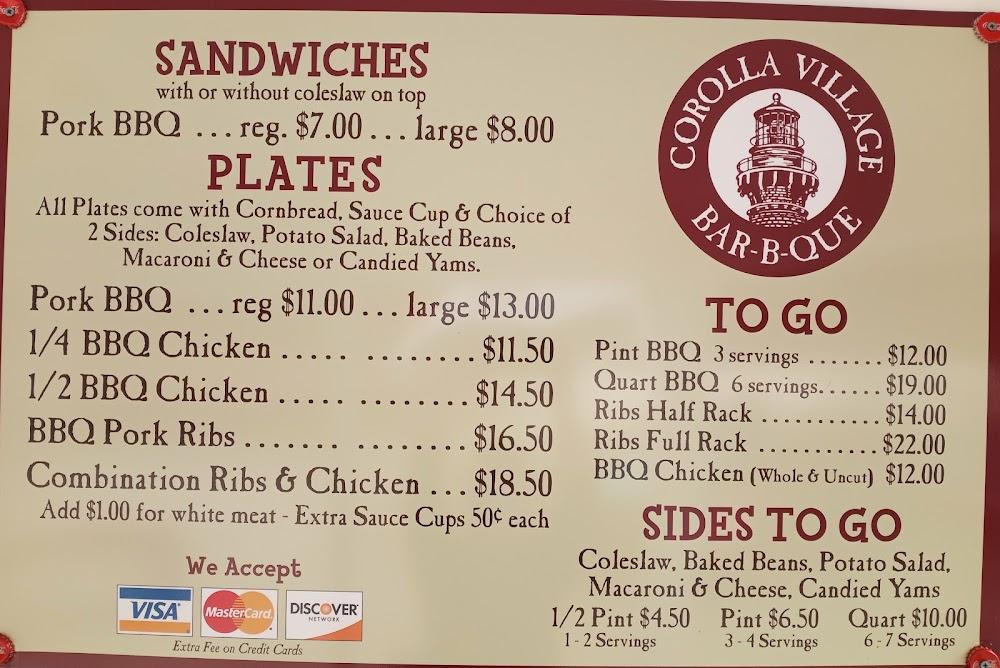 SANDWICHES
with or without coleslaw on top
Pork BBQ ... reg. $7.00 ... large $8.00
PLATES
All Plates come with Cornbread, Sauce Cup & Choice of
2 Sides: Coleslaw, Potato Salad, Baked Beans,
Macaroni & Cheese or Candied Yams.
Pork BBQ ... reg $11.00 ... large $13.00
1/4 BBQ Chicken ..... ........ $11.50
1/2 BBQ Chicken ..... ........ $14.50
BBQ Pork Ribs ....... ........ $16.50
Combination Ribs & Chicken ... $18.50
Add $1.00 for white meat - Extra Sauce Cups 50¢ each
We Accept
VISA MasterCard DISCOVER
NETWORK
Extra Fee on Credit Cards
COROLLA VILLAGE
BAR-B-QUE
TO GO
Pint BBQ 3 servings ....... $12.00
Quart BBQ 6 servings...... $19.00
Ribs Half Rack ........... $14.00
Ribs Full Rack ........... $22.00
BBQ Chicken (Whole & Uncut) $12.00
SIDES TO GO
Coleslaw, Baked Beans, Potato Salad,
Macaroni & Cheese, Candied Yams
1/2 Pint $4.50 Pint $6.50 Quart $10.00
1 - 2 Servings 3 - 4 Servings 6 - 7 Servings